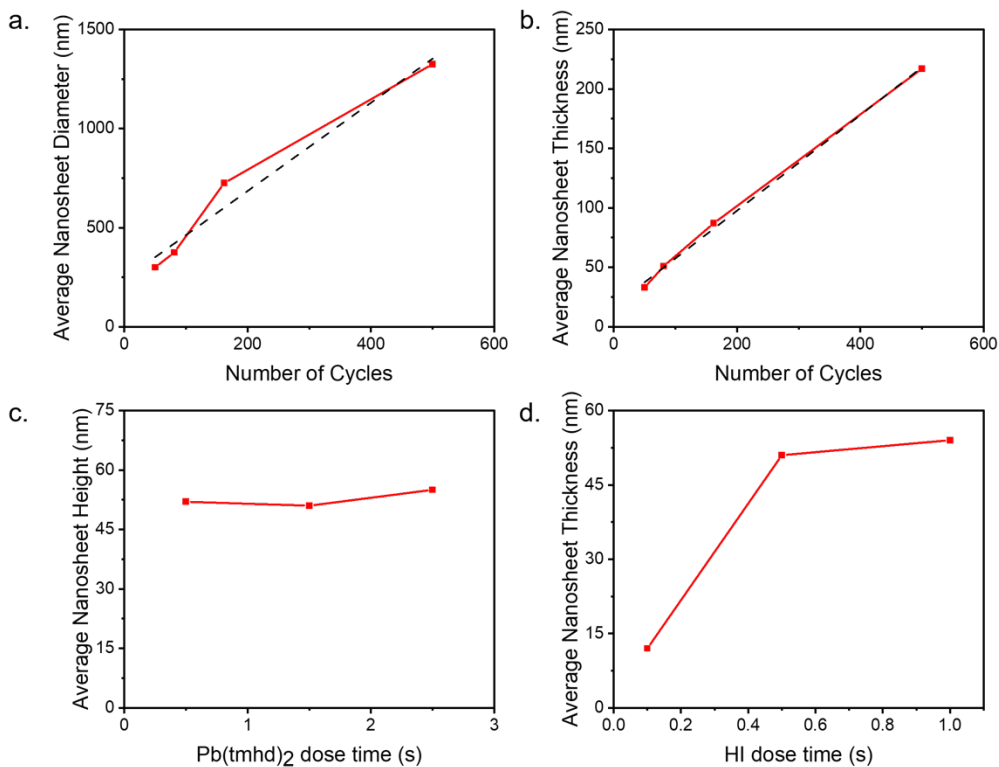 a.
Average Nanosheet Diameter (nm)
1500
1000
500
0
0 200 400 600
Number of Cycles
b.
Average Nanosheet Thickness (nm)
250
200
150
100
50
0
0 200 400 600
Number of Cycles
c.
Average Nanosheet Height (nm)
75
60
45
30
15
0
0 1 2 3
Pb(tmhd)2 dose time (s)
d.
Average Nanosheet Thickness (nm)
60
45
30
15
0
0.0 0.2 0.4 0.6 0.8 1.0
HI dose time (s)